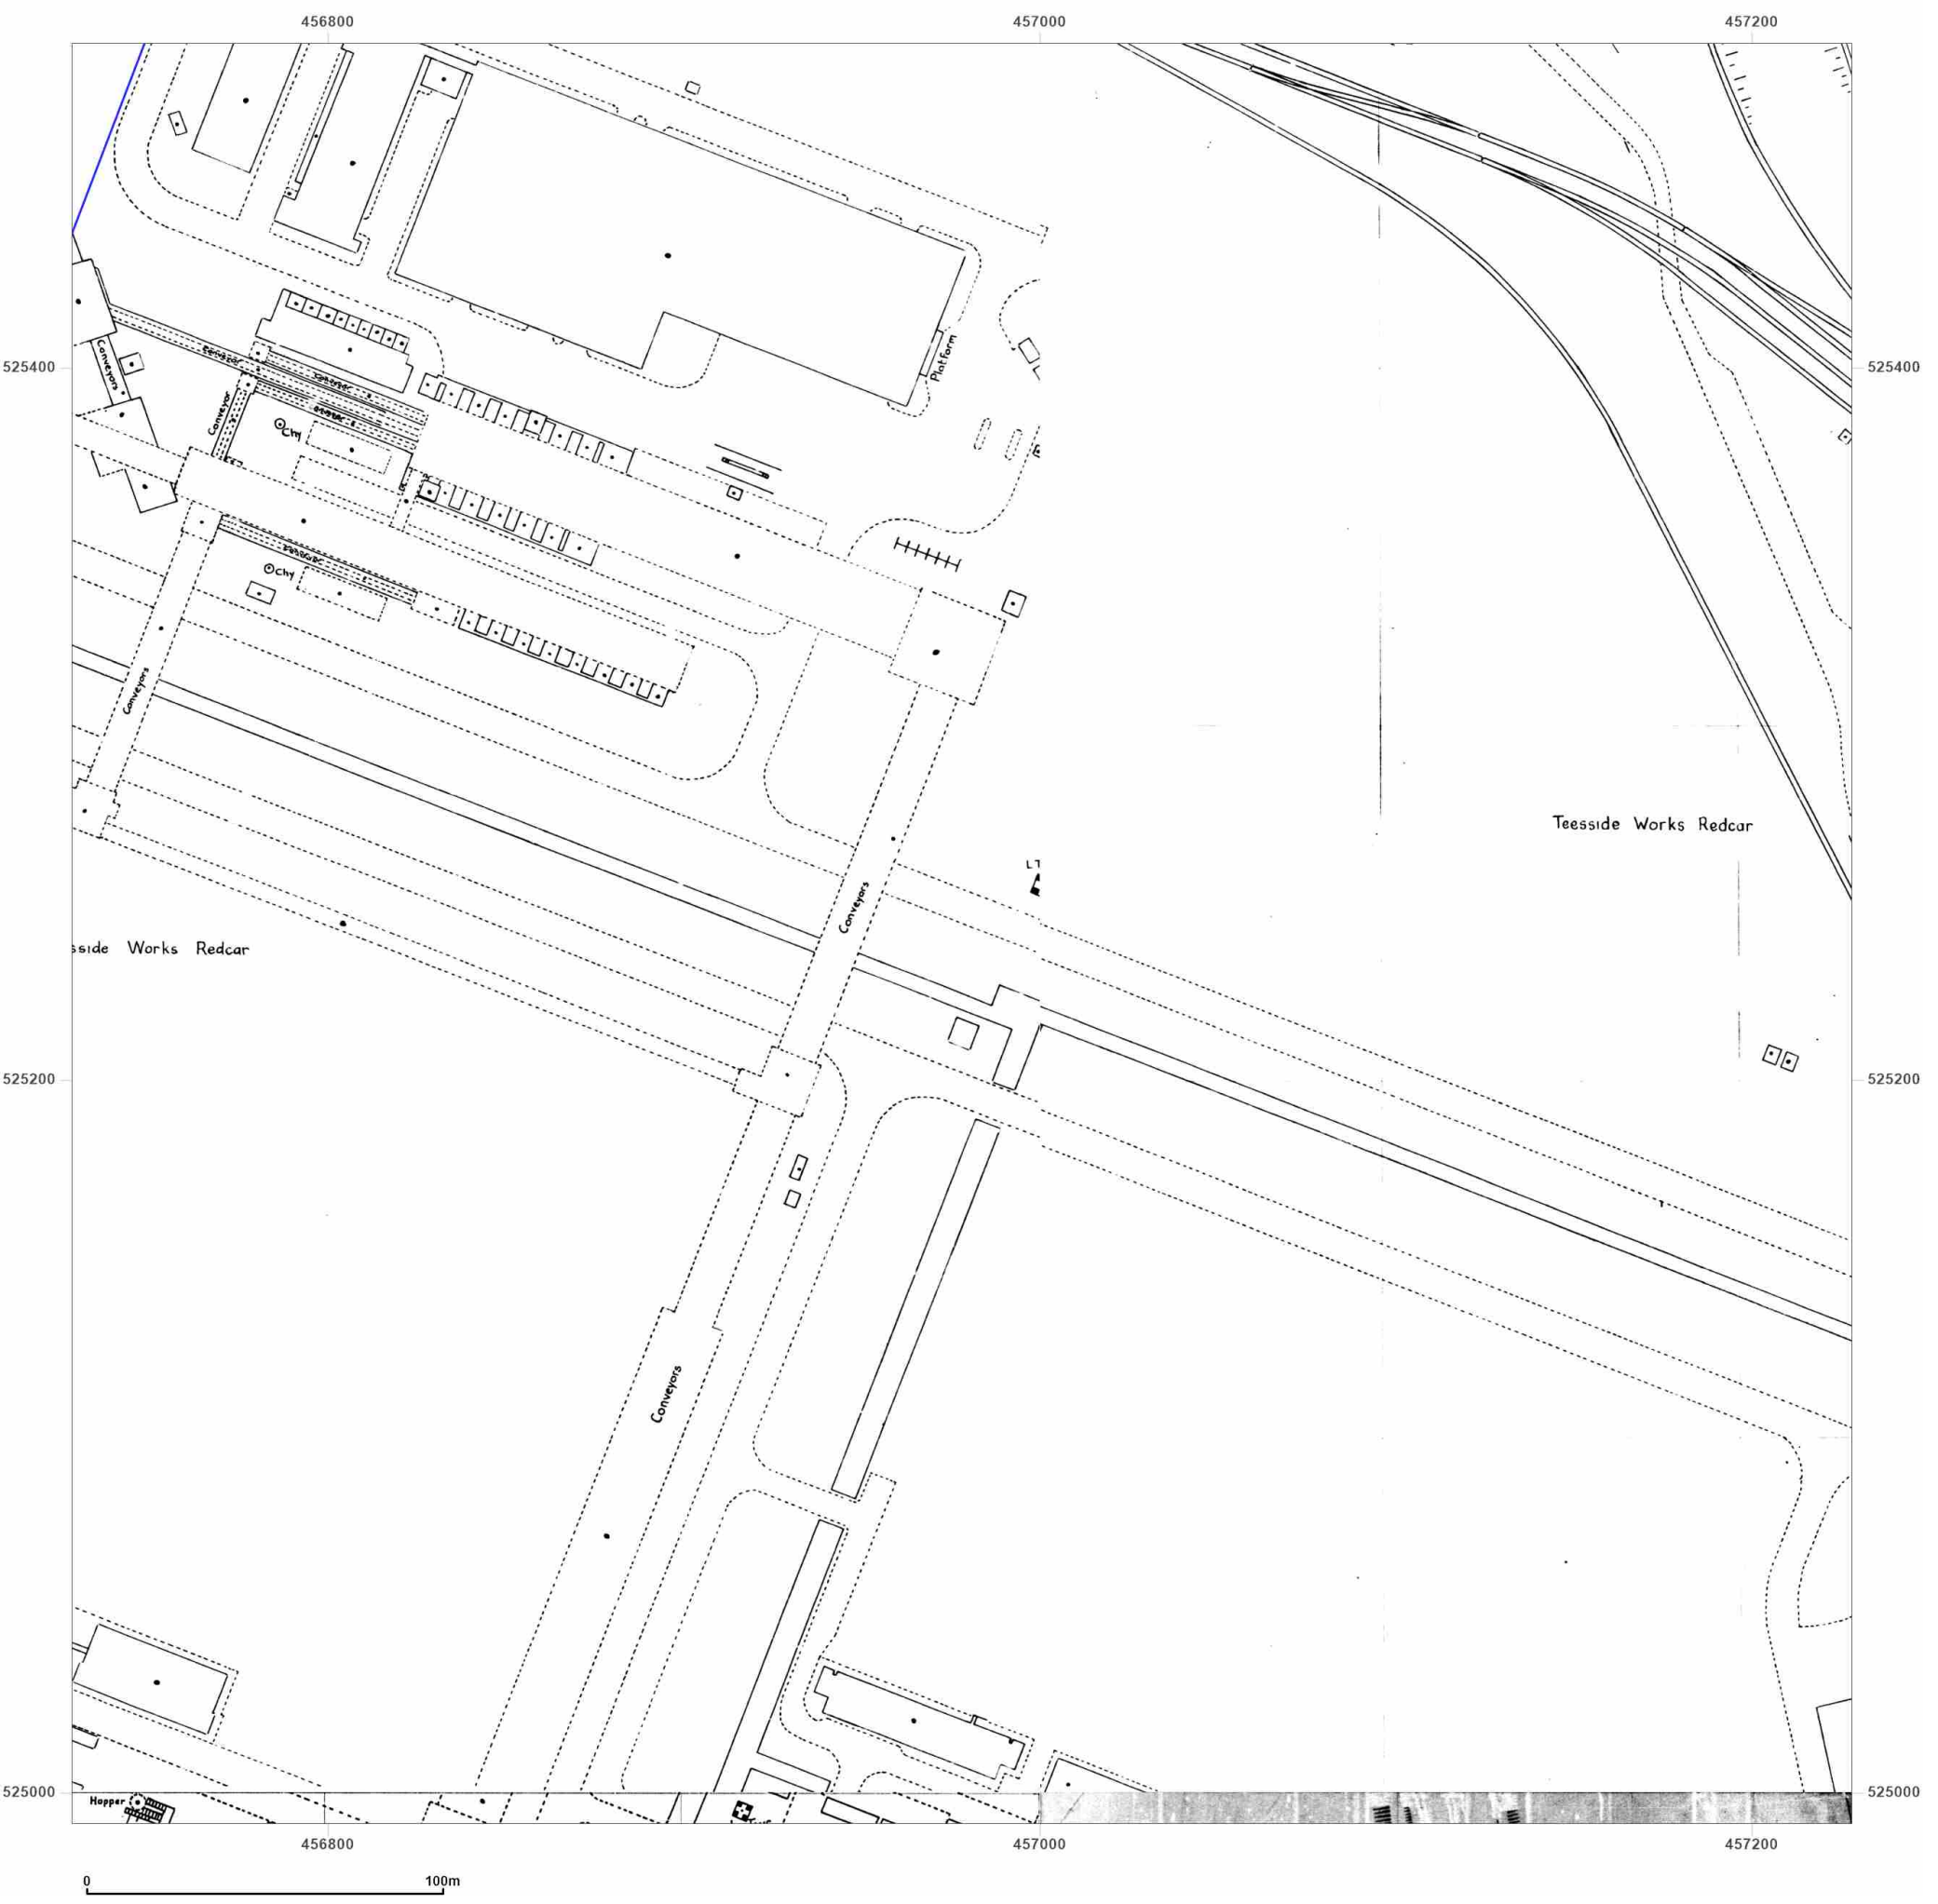 456800
457000
457200
Platform
525400
525400
Conveyors
Conveyor
Conveyor
Conveyor
Chy
Conveyor
Chy
Conveyors
Teesside Works Redcar
Conveyors
sside Works Redcar
525200
525200
Conveyors
525000
Hopper
525000
456800
457000
457200
0
100m